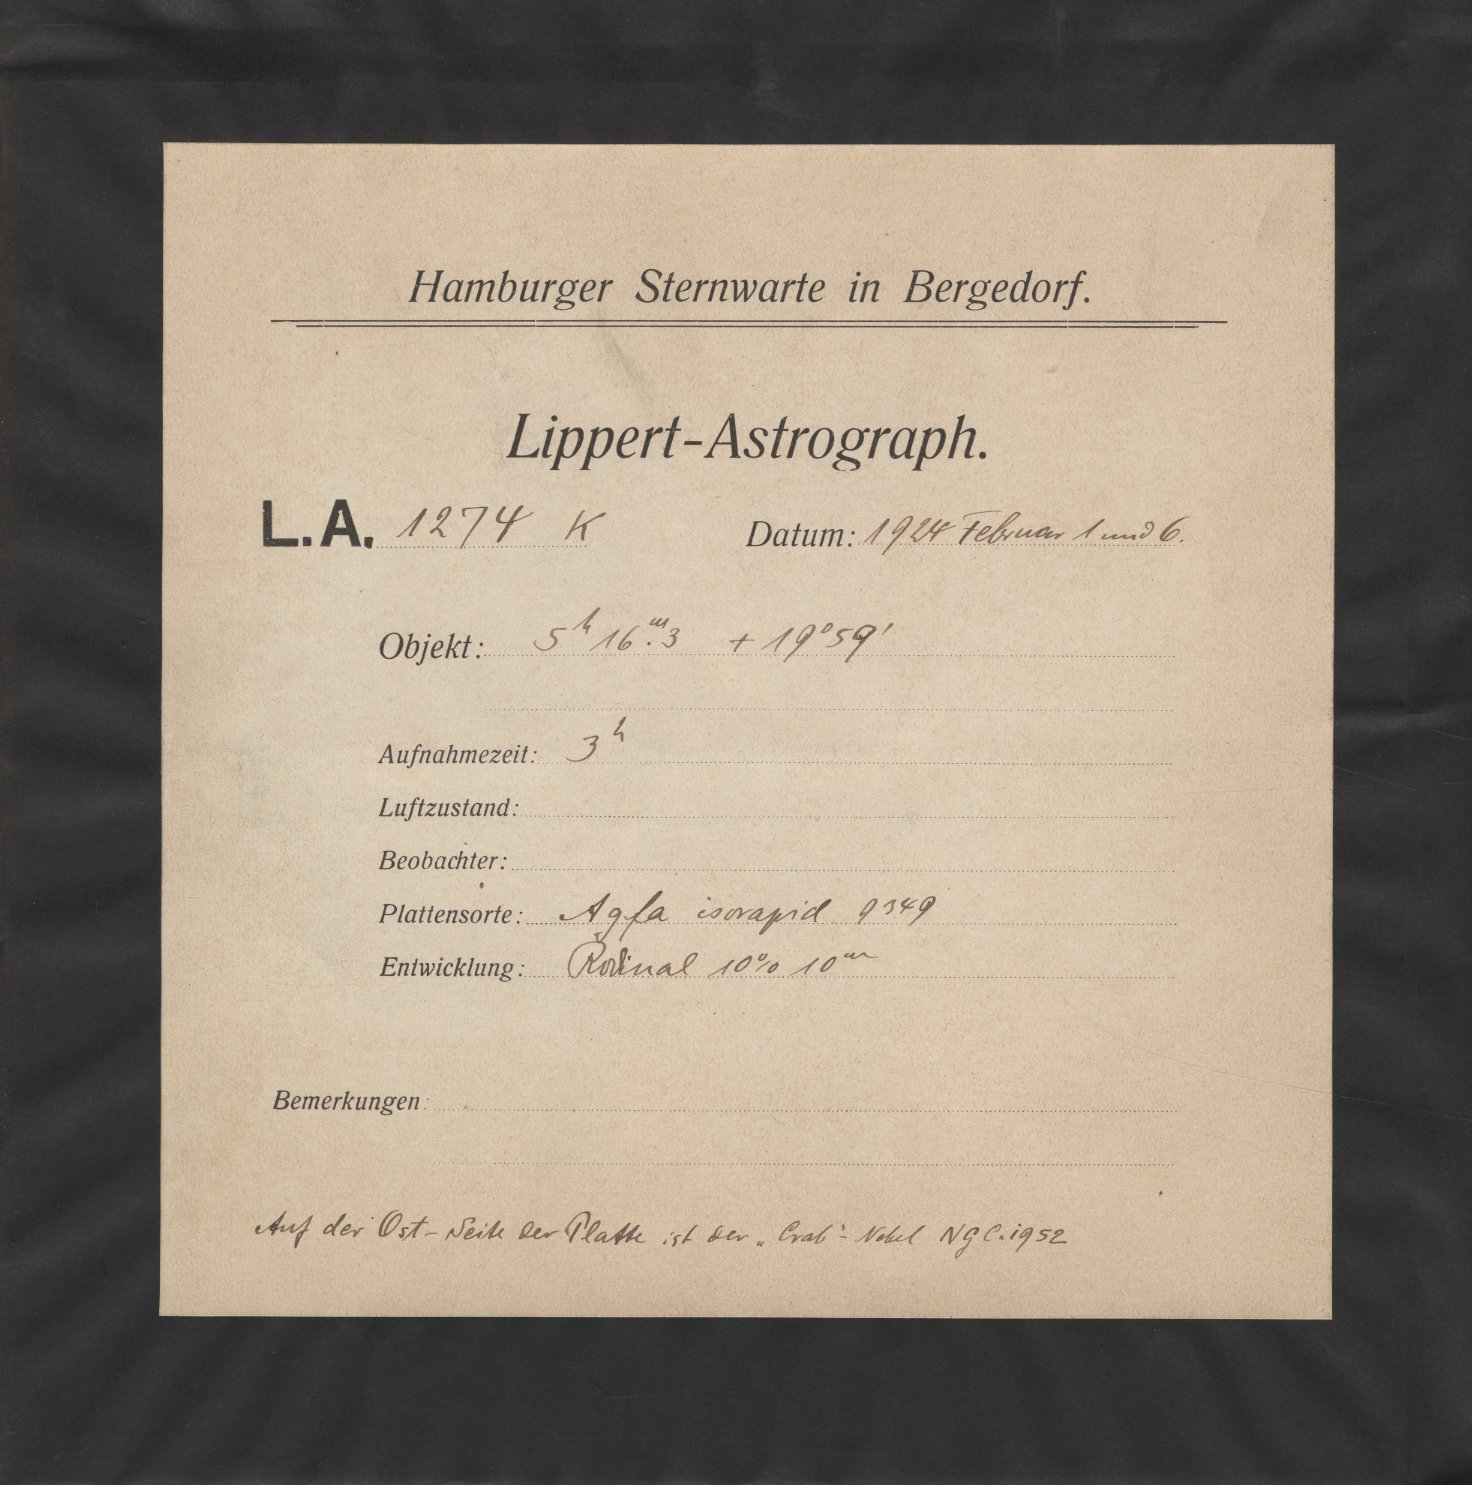 Hamburger Sternwarte in Bergedorf.
Lippert-Astrograph.
L.A. 1274 K Datum: 1924 Februar 1 und 6.
Objekt: 5ʰ 16ᵐ.3 + 19°59'
Aufnahmezeit: 3ʰ
Luftzustand:
Beobachter:
Plattensorte: Agfa isorapid 9349
Entwicklung: Rodinal 10% 10ᵐ
Bemerkungen:
Auf der Ost-Seite der Platte ist der „Crab"-Nebel NGC. 1952